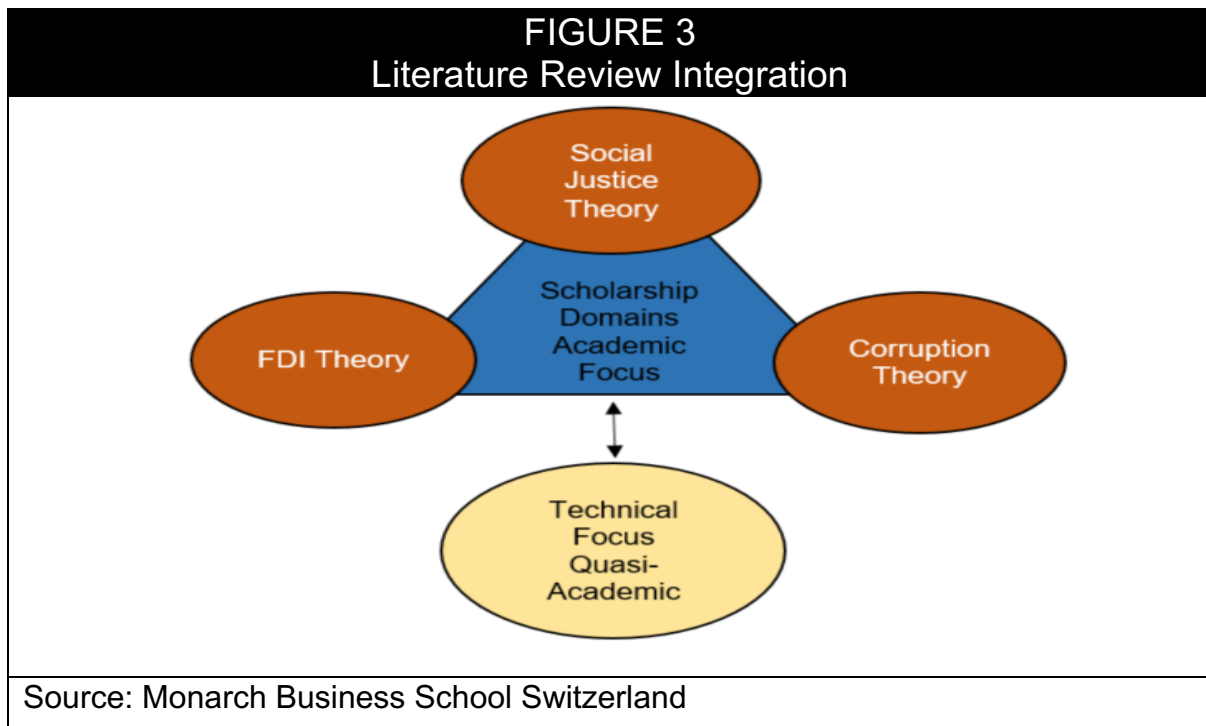 FIGURE 3
Literature Review Integration
Social
Justice
Theory
Scholarship
Domains
Academic
Focus
FDI Theory
Corruption
Theory
Technical
Focus
Quasi-
Academic
Source: Monarch Business School Switzerland